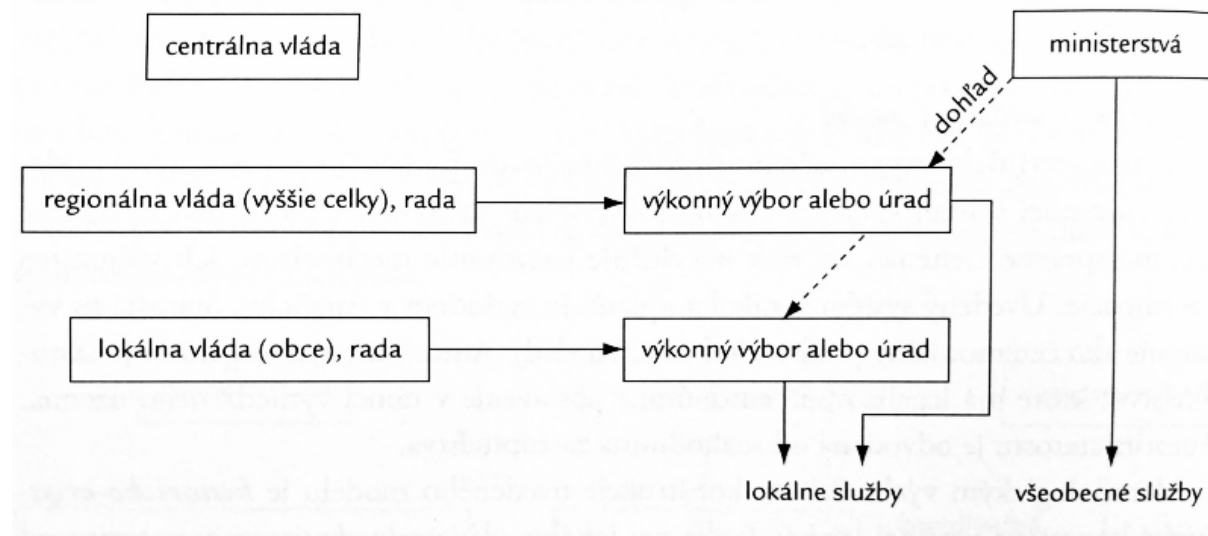 centrálna vláda
ministerstvá
dohľad
regionálna vláda (vyššie celky), rada
výkonný výbor alebo úrad
lokálna vláda (obce), rada
výkonný výbor alebo úrad
lokálne služby
všeobecné služby